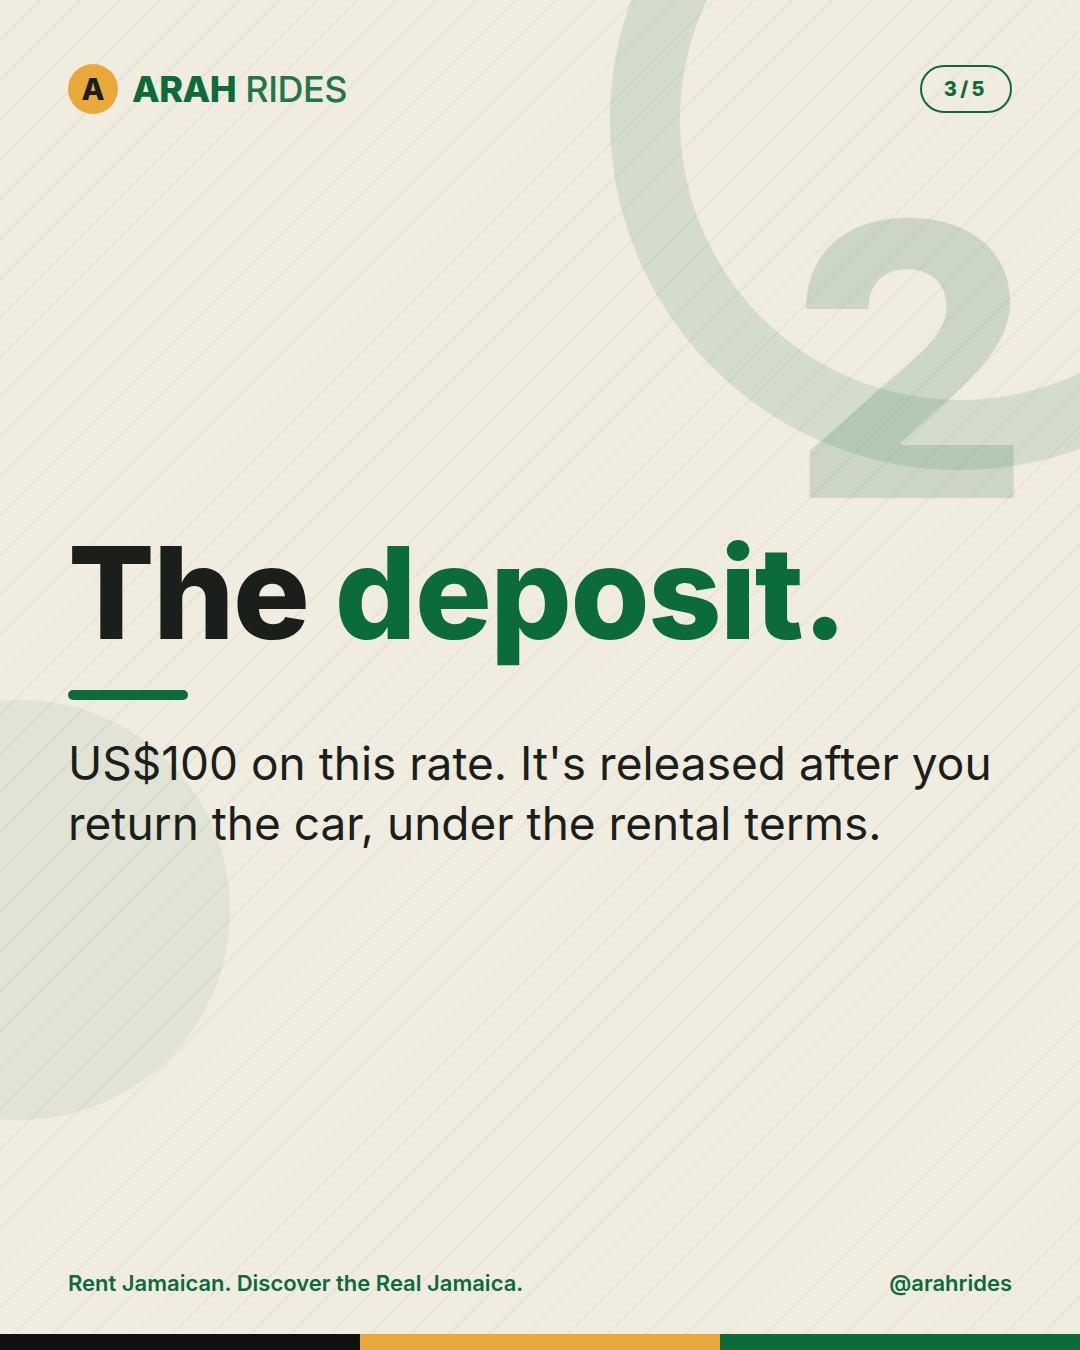 A ARAH RIDES
3/5
2
The deposit.
US$100 on this rate. It's released after you
return the car, under the rental terms.
Rent Jamaican. Discover the Real Jamaica.
@arahrides